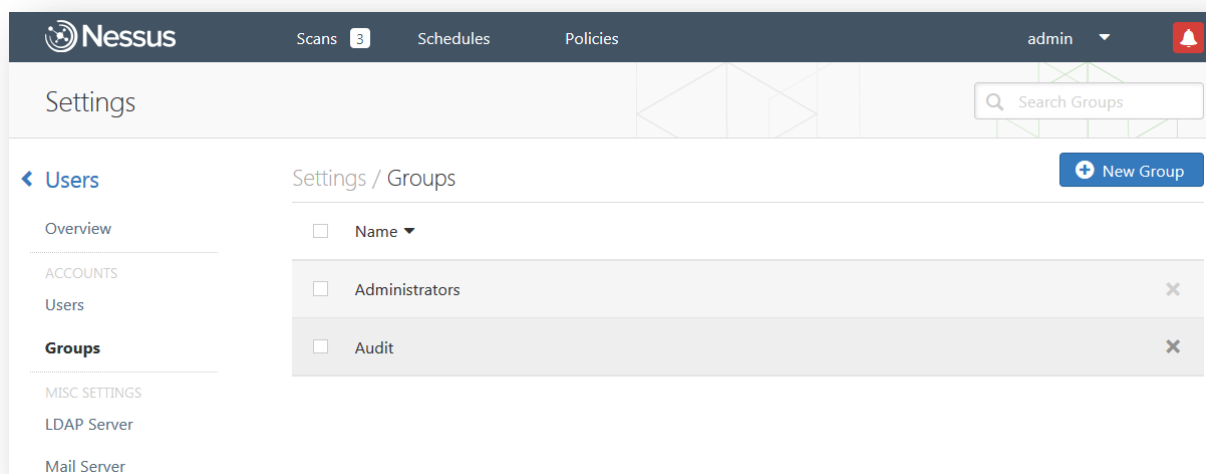 Nessus Scans 3 Schedules Policies admin
Settings Search Groups
Users
Settings / Groups New Group
Overview
Name
ACCOUNTS
Users
Administrators
Groups
Audit
MISC SETTINGS
LDAP Server
Mail Server